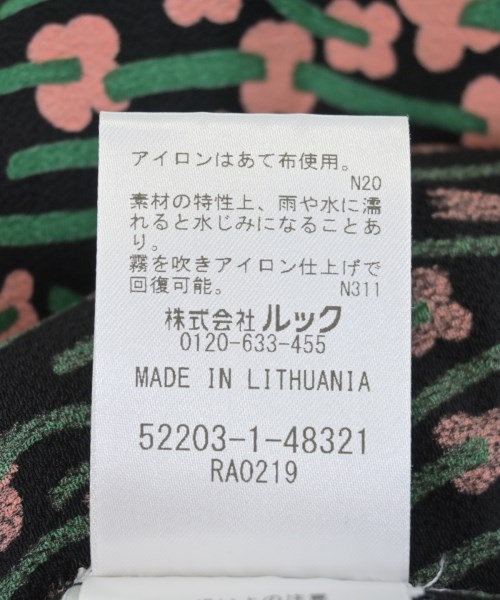 アイロンはあて布使用。
N20
素材の特性上、雨や水に濡
れると水じみになることあ
り。
霧を吹きアイロン仕上げで
回復可能。 N311
株式会社 ルック
0120-633-455
MADE IN LITHUANIA
52203-1-48321
RA0219